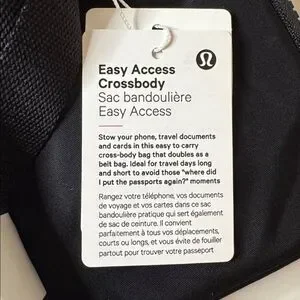 Easy Access
Crossbody
Sac bandoulière
Easy Access
Stow your phone, travel documents
and cards in this easy to carry
cross-body bag that doubles as a
belt bag. Ideal for travel days long
and short to avoid those "where did
I put the passports again?" moments
Rangez votre téléphone, vos documents
de voyage et vos cartes dans ce sac
bandoulière pratique qui sert également
de sac de ceinture. Il convient
parfaitement à tous vos déplacements,
courts ou longs, et vous évite de fouiller
partout pour trouver votre passeport